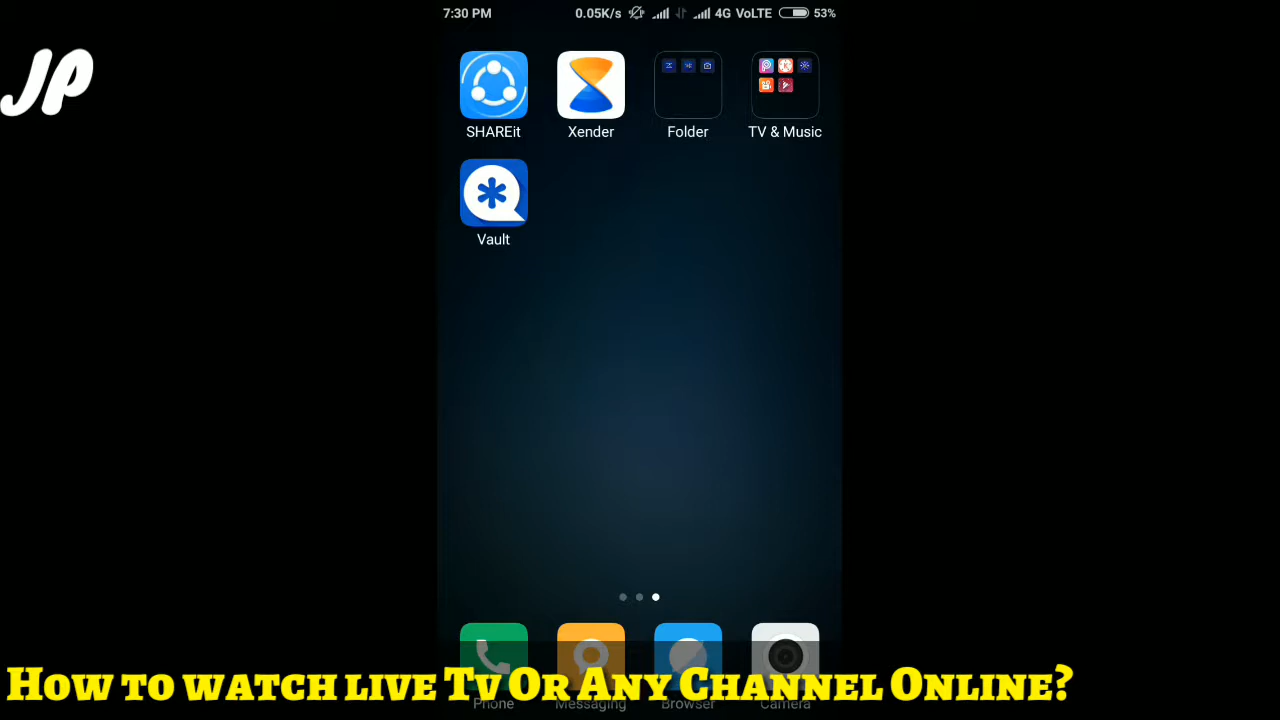 7:30 PM 0.05K/s 4G VoLTE 53%
JP
SHAREit Xender Folder TV & Music
Vault
Phone Messaging Browser Camera
How to watch live Tv Or Any Channel Online?